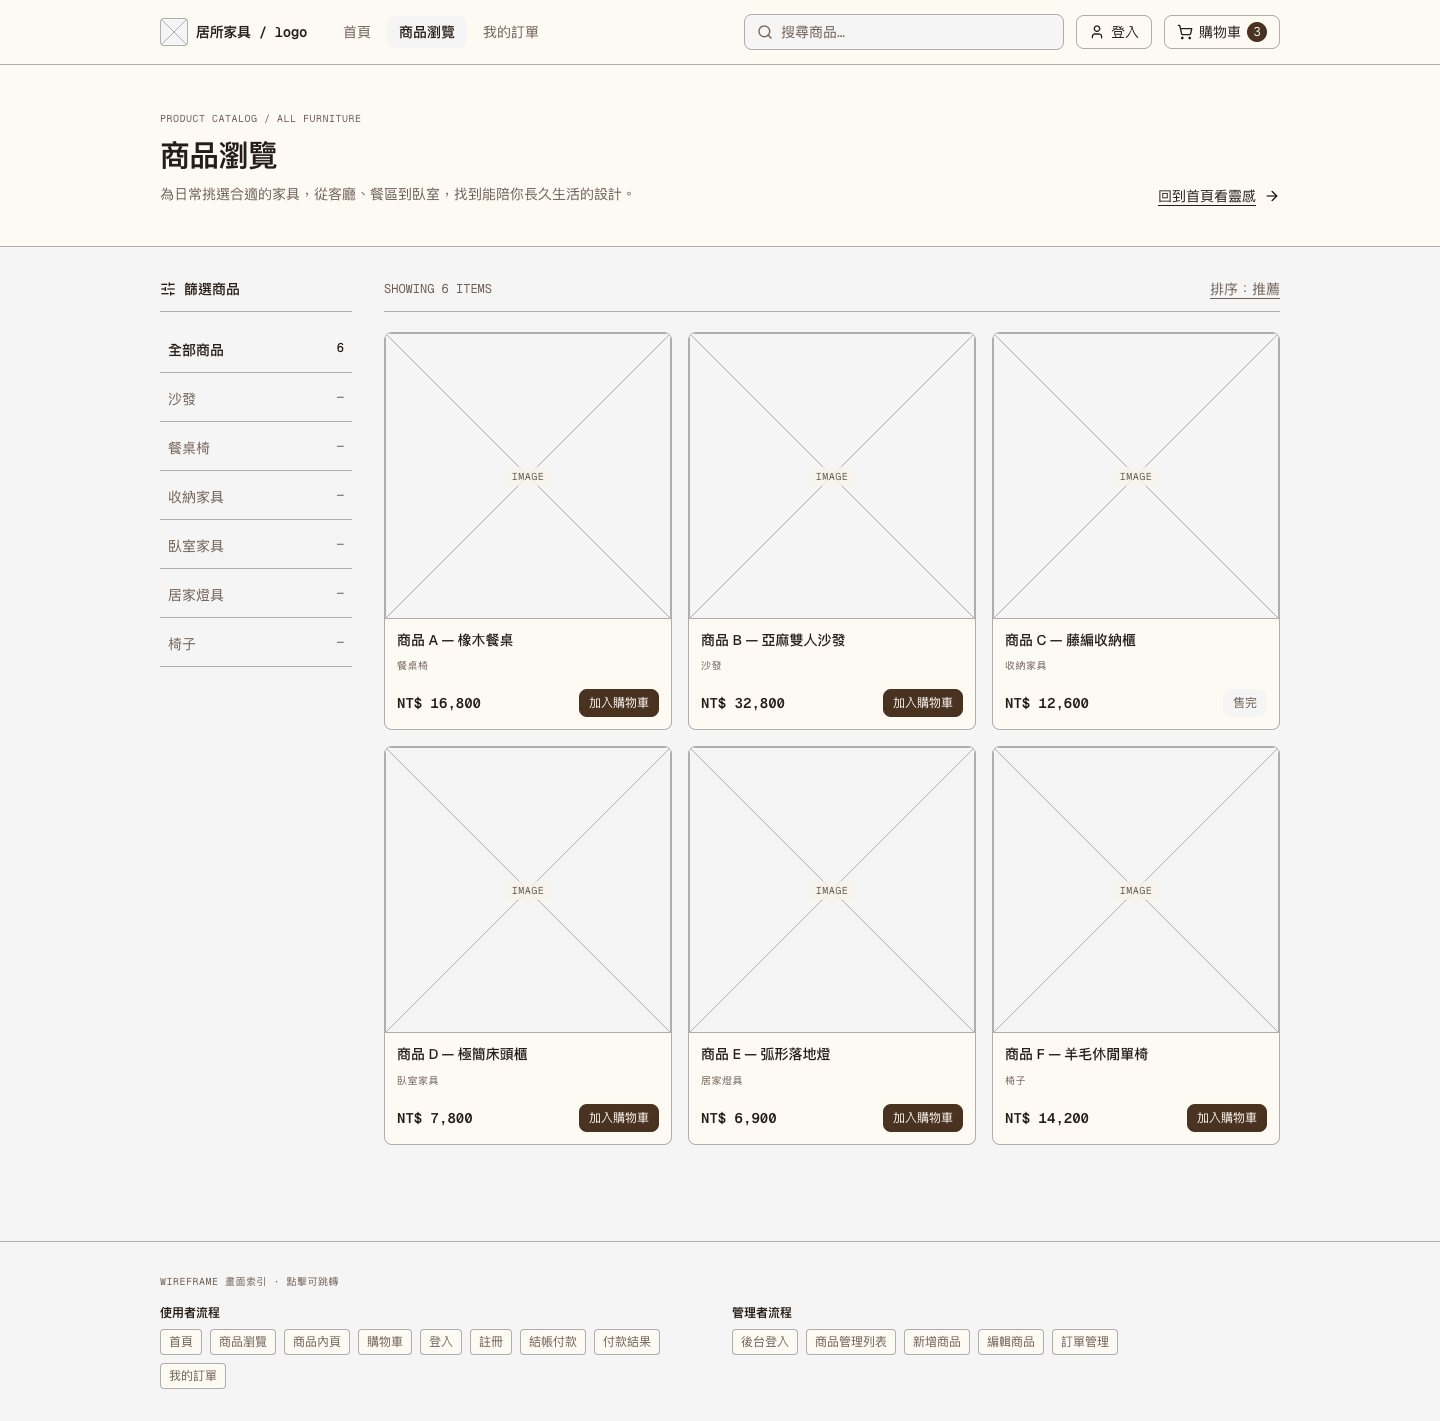 居所家具 / logo
首頁
商品瀏覽
我的訂單
搜尋商品…
登入
購物車 3
PRODUCT CATALOG / ALL FURNITURE
商品瀏覽
為日常挑選合適的家具，從客廳、餐區到臥室，找到能陪你長久生活的設計。
回到首頁看靈感 →
篩選商品
全部商品 6
沙發 —
餐桌椅 —
收納家具 —
臥室家具 —
居家燈具 —
椅子 —
SHOWING 6 ITEMS
排序：推薦
IMAGE
商品 A — 橡木餐桌
餐桌椅
NT$ 16,800
加入購物車
IMAGE
商品 B — 亞麻雙人沙發
沙發
NT$ 32,800
加入購物車
IMAGE
商品 C — 藤編收納櫃
收納家具
NT$ 12,600
售完
IMAGE
商品 D — 極簡床頭櫃
臥室家具
NT$ 7,800
加入購物車
IMAGE
商品 E — 弧形落地燈
居家燈具
NT$ 6,900
加入購物車
IMAGE
商品 F — 羊毛休閒單椅
椅子
NT$ 14,200
加入購物車
WIREFRAME 畫面索引 · 點擊可跳轉
使用者流程
首頁
商品瀏覽
商品內頁
購物車
登入
註冊
結帳付款
付款結果
我的訂單
管理者流程
後台登入
商品管理列表
新增商品
編輯商品
訂單管理